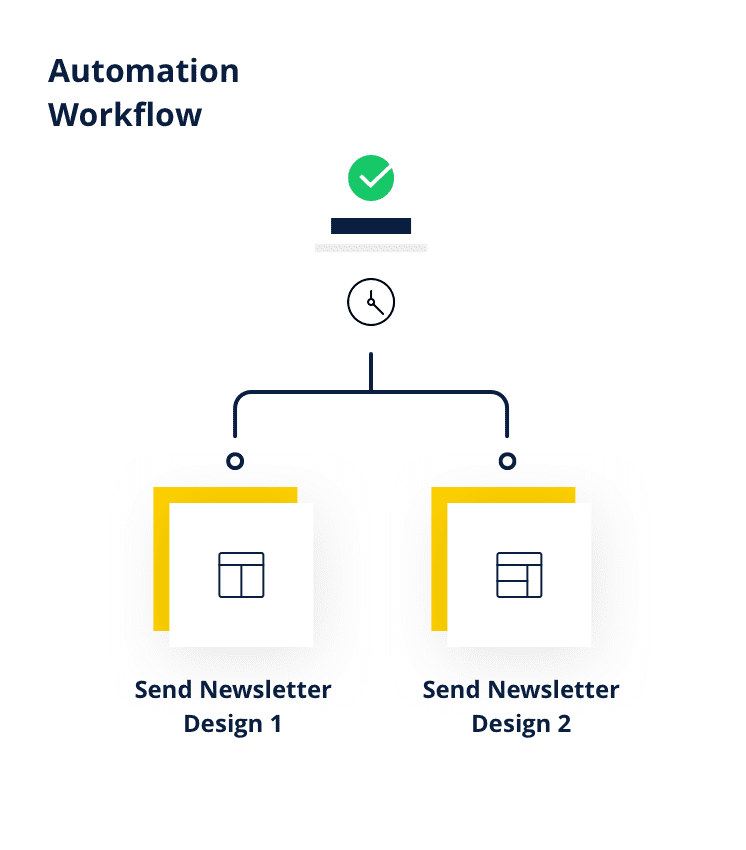 Automation
Workflow
Send Newsletter
Design 1
Send Newsletter
Design 2